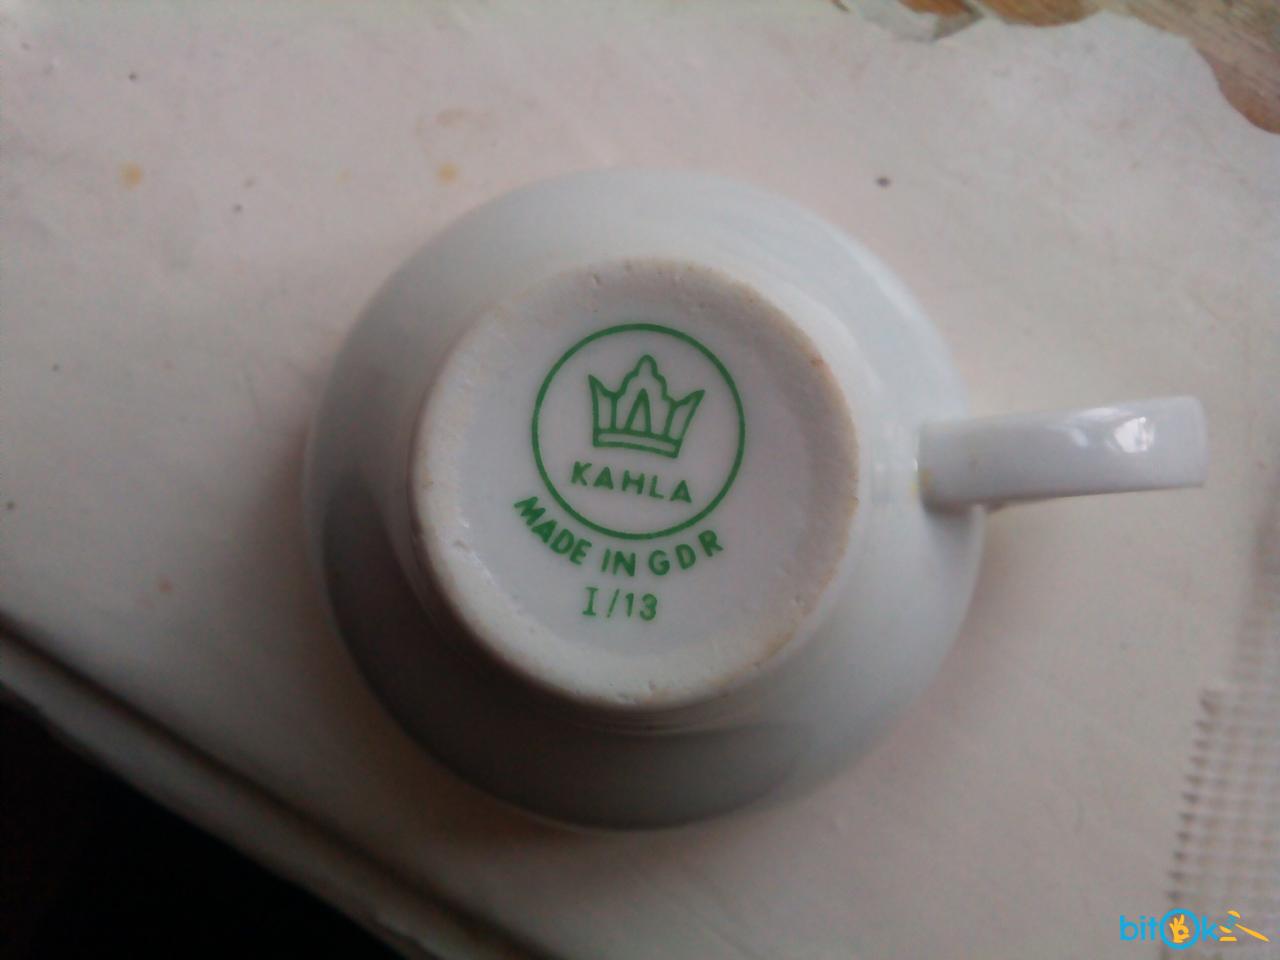 KAHLA
MADE IN GDR
I/13
bitOk